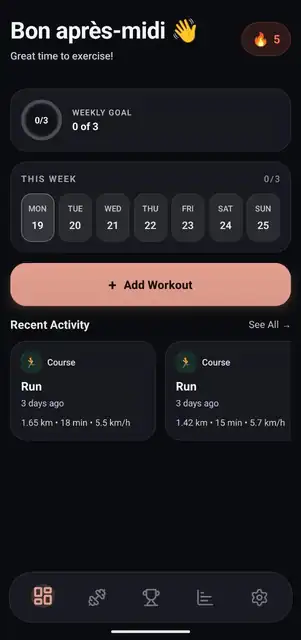 Bon après-midi 👋
🔥 5
Great time to exercise!
0/3
WEEKLY GOAL
0 of 3
THIS WEEK
0/3
MON TUE WED THU FRI SAT SUN
19 20 21 22 23 24 25
+ Add Workout
Recent Activity
See All →
Course
Run
3 days ago
1.65 km • 18 min • 5.5 km/h
Course
Run
3 days ago
1.42 km • 15 min • 5.7 km/h